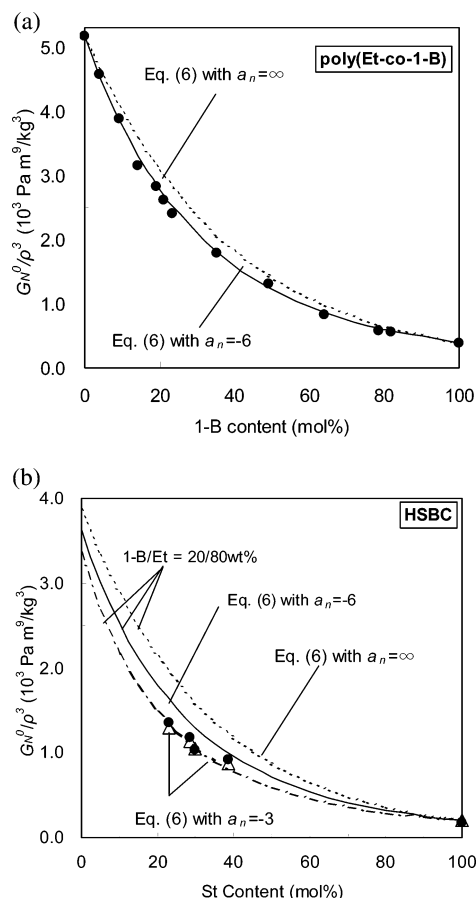 (a)
poly(Et-co-1-B)
Eq. (6) with aₙ=∞
Eq. (6) with aₙ=-6
5.0
4.0
3.0
2.0
1.0
0.0
G_N⁰/ρ³ (10³ Pa m⁹/kg³)
0 20 40 60 80 100
1-B content (mol%)
(b)
HSBC
1-B/Et = 20/80wt%
Eq. (6) with aₙ=-6
Eq. (6) with aₙ=∞
Eq. (6) with aₙ=-3
4.0
3.0
2.0
1.0
0.0
G_N⁰/ρ³ (10³ Pa m⁹/kg³)
0 20 40 60 80 100
St Content (mol%)